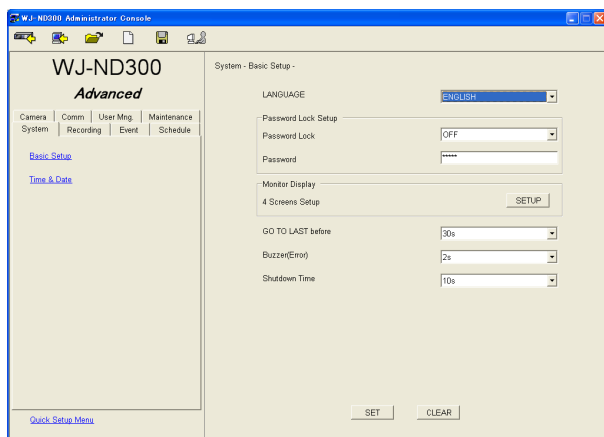 WJ-ND300 Administrator Console
WJ-ND300
Advanced
Camera Comm User Mng. Maintenance
System Recording Event Schedule
Basic Setup
Time & Date
Quick Setup Menu
System - Basic Setup -
LANGUAGE ENGLISH
Password Lock Setup
Password Lock OFF
Password *****
Monitor Display
4 Screens Setup SETUP
GO TO LAST before 30s
Buzzer(Error) 2s
Shutdown Time 10s
SET CLEAR